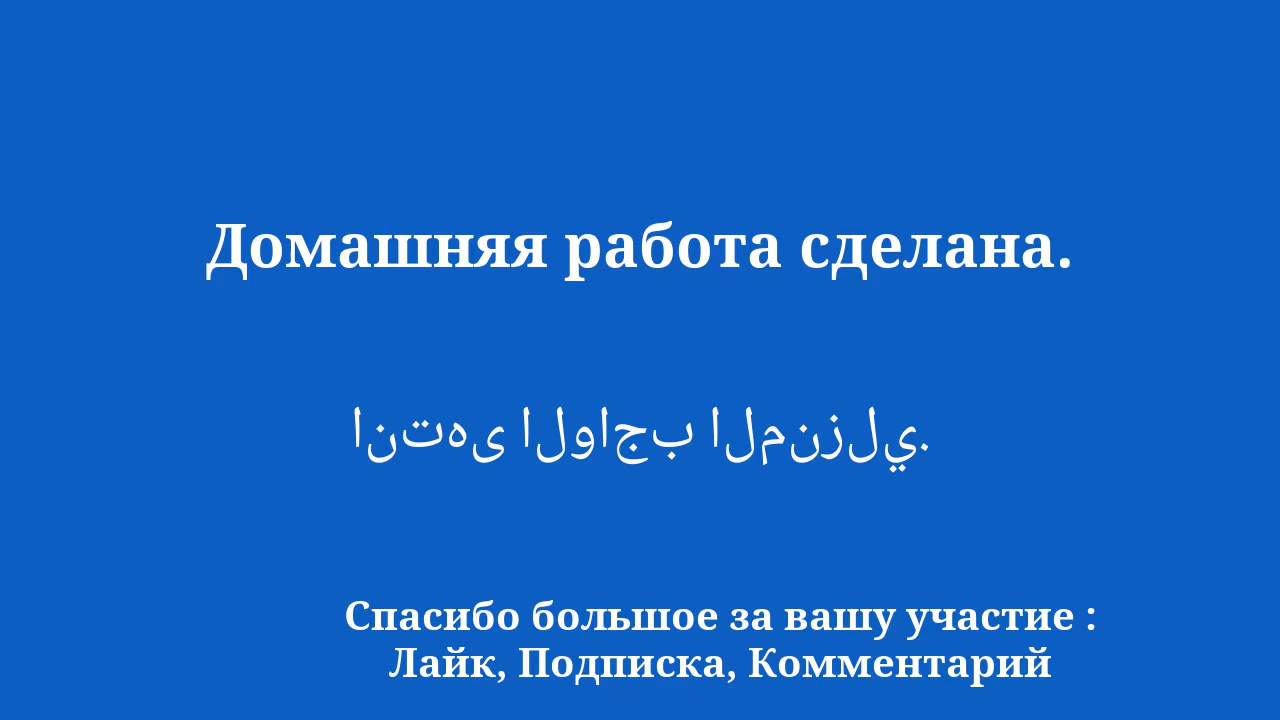 Домашняя работа сделана.
انتهى الواجب المنزلي.
Спасибо большое за вашу участие :
Лайк, Подписка, Комментарий